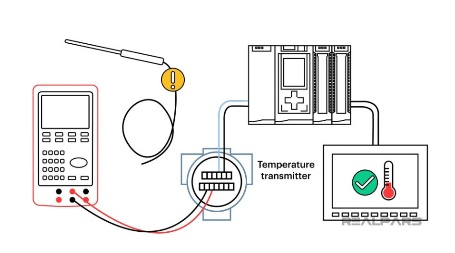 !
Temperature
transmitter
REALPARS